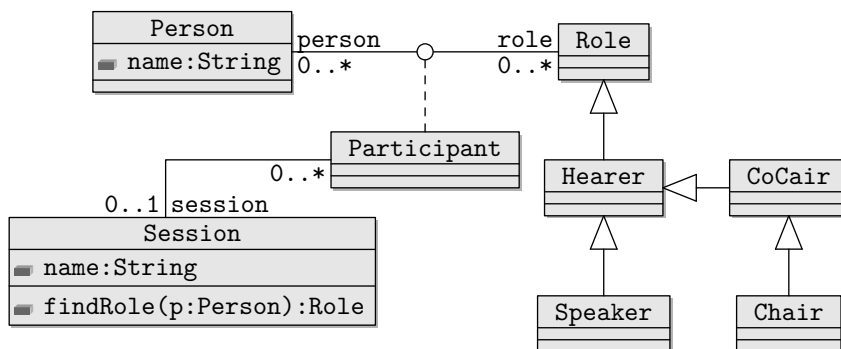 Person
name:String
person
0..*
role
0..*
Role
Participant
0..*
Hearer
CoCair
0..1 session
Session
name:String
findRole(p:Person):Role
Speaker
Chair